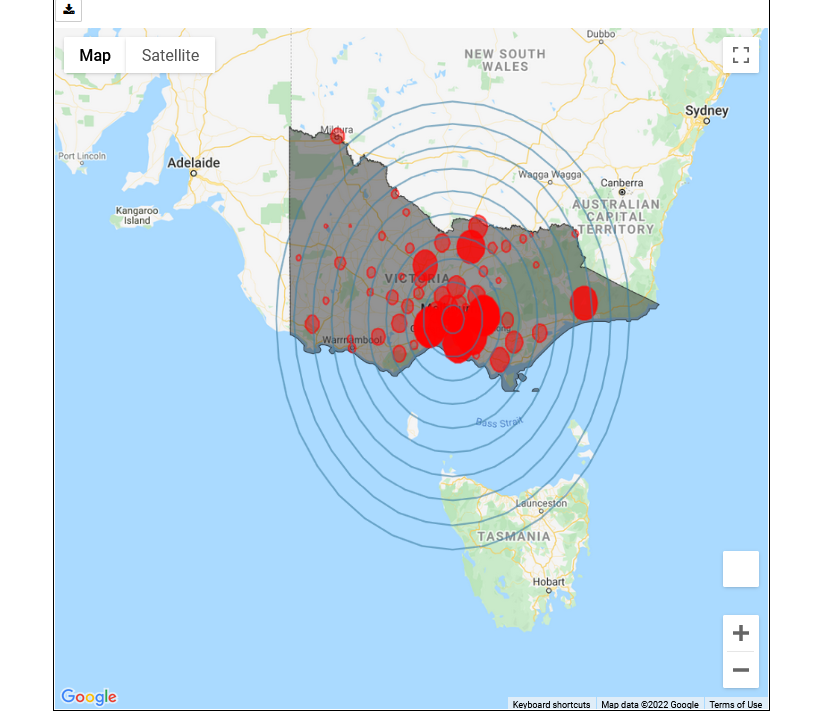 Map
Satellite
Dubbo
NEW SOUTH
WALES
Sydney
Mildura
Port Lincoln
Adelaide
Wagga Wagga
Canberra
AUSTRALIAN
CAPITAL
TERRITORY
Kangaroo
Island
VICTORIA
Warrnambool
Bass Strait
Launceston
TASMANIA
Hobart
Google
Keyboard shortcuts
Map data ©2022 Google
Terms of Use